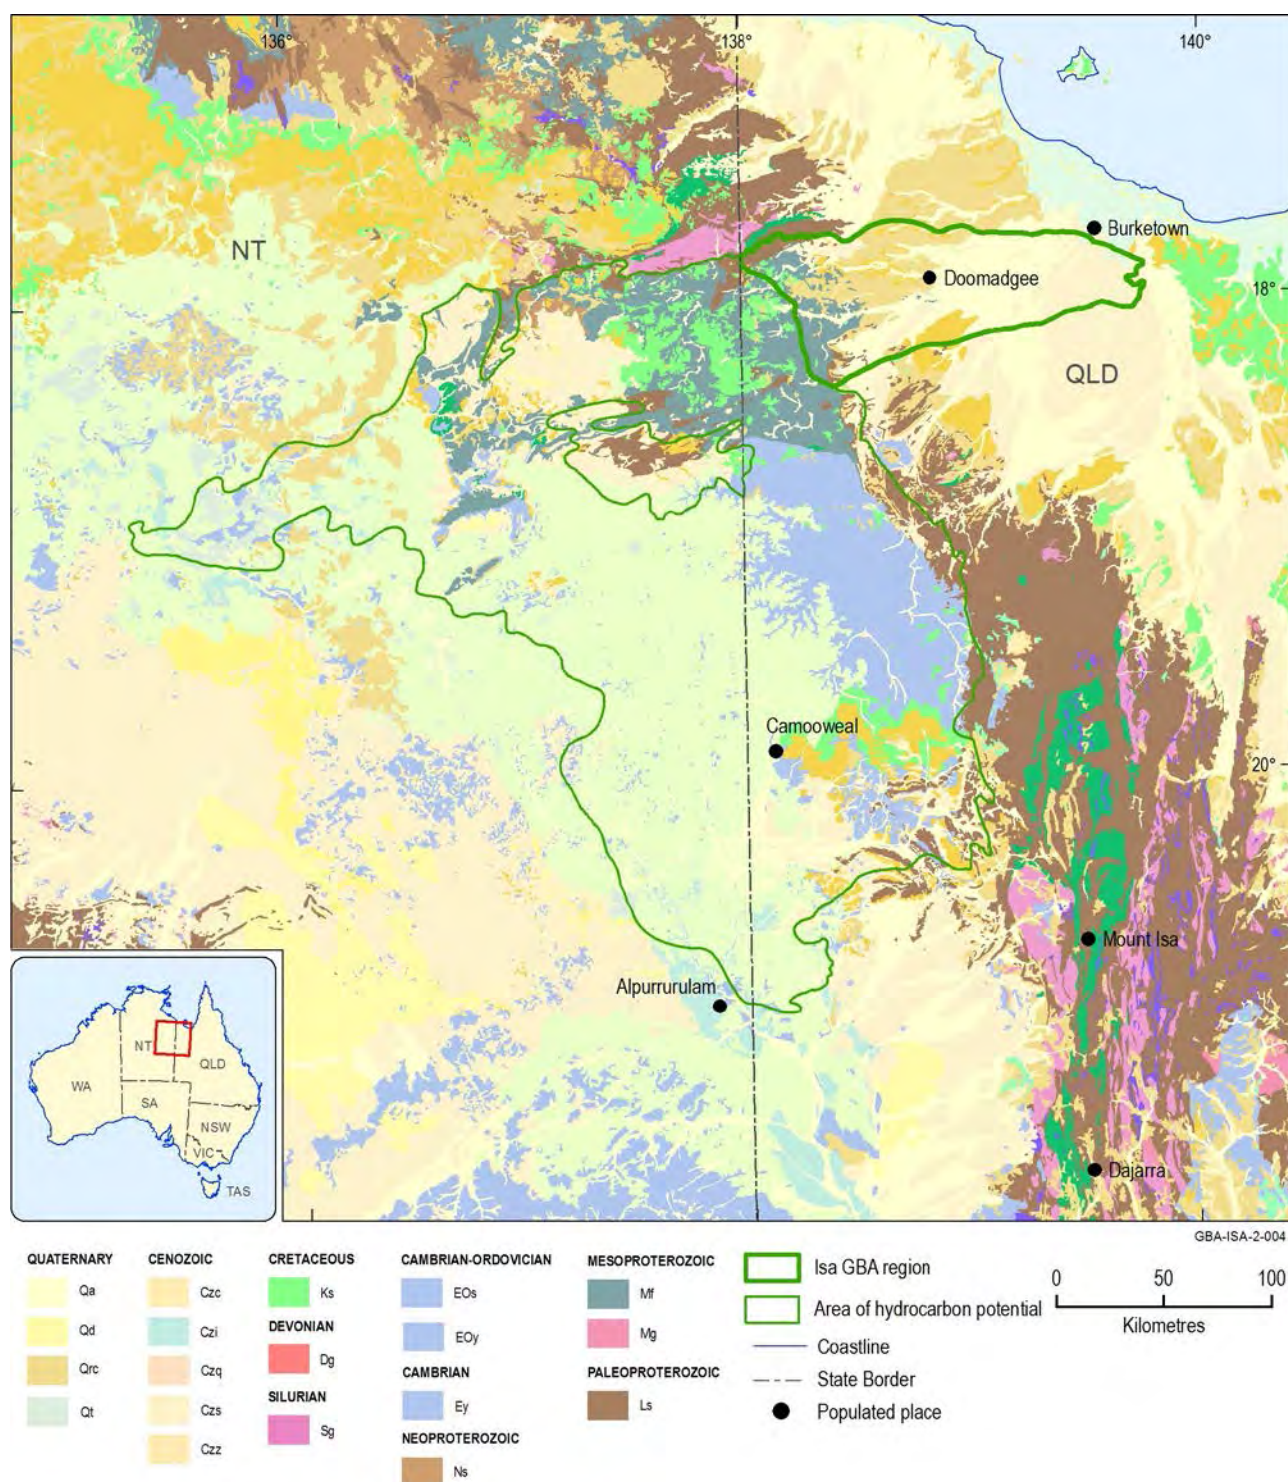 136°
138°
140°
NT
Burketown
Doomadgee
18°
QLD
Camooweal
20°
Mount Isa
Alpurrurulam
Dajarra
NT
QLD
WA
SA
NSW
VIC
TAS
GBA-ISA-2-004
QUATERNARY
Qa
Qd
Qrc
Qt
CENOZOIC
Czc
Czi
Czq
Czs
Czz
CRETACEOUS
Ks
DEVONIAN
Dg
SILURIAN
Sg
CAMBRIAN-ORDOVICIAN
EOs
EOy
CAMBRIAN
Ey
NEOPROTEROZOIC
Ns
MESOPROTEROZOIC
Mf
Mg
PALEOPROTEROZOIC
Ls
Isa GBA region
Area of hydrocarbon potential
Coastline
State Border
Populated place
0 50 100
Kilometres